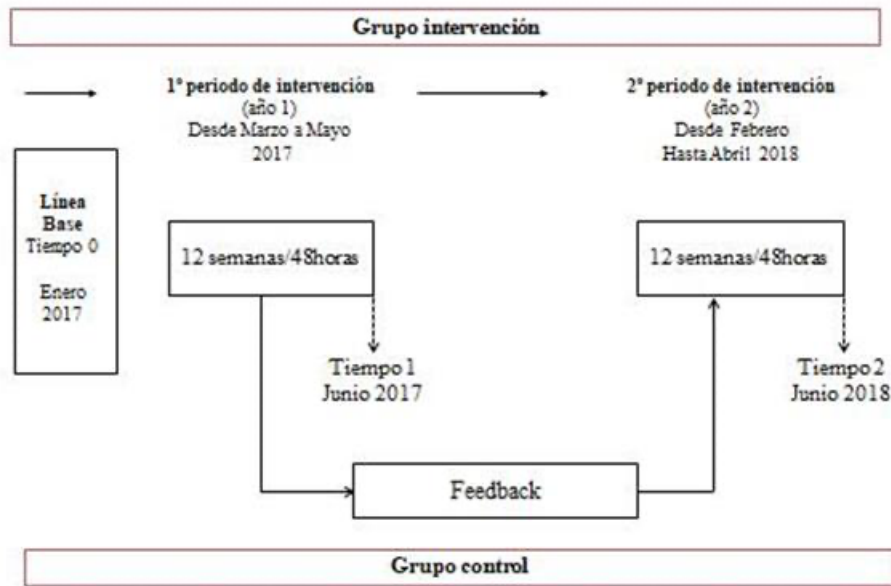 Grupo intervención
1º periodo de intervención
(año 1)
Desde Marzo a Mayo
2017
2º periodo de intervención
(año 2)
Desde Febrero
Hasta Abril 2018
Línea
Base
Tiempo 0
Enero
2017
12 semanas/48horas
12 semanas/48horas
Tiempo 1
Junio 2017
Tiempo 2
Junio 2018
Feedback
Grupo control